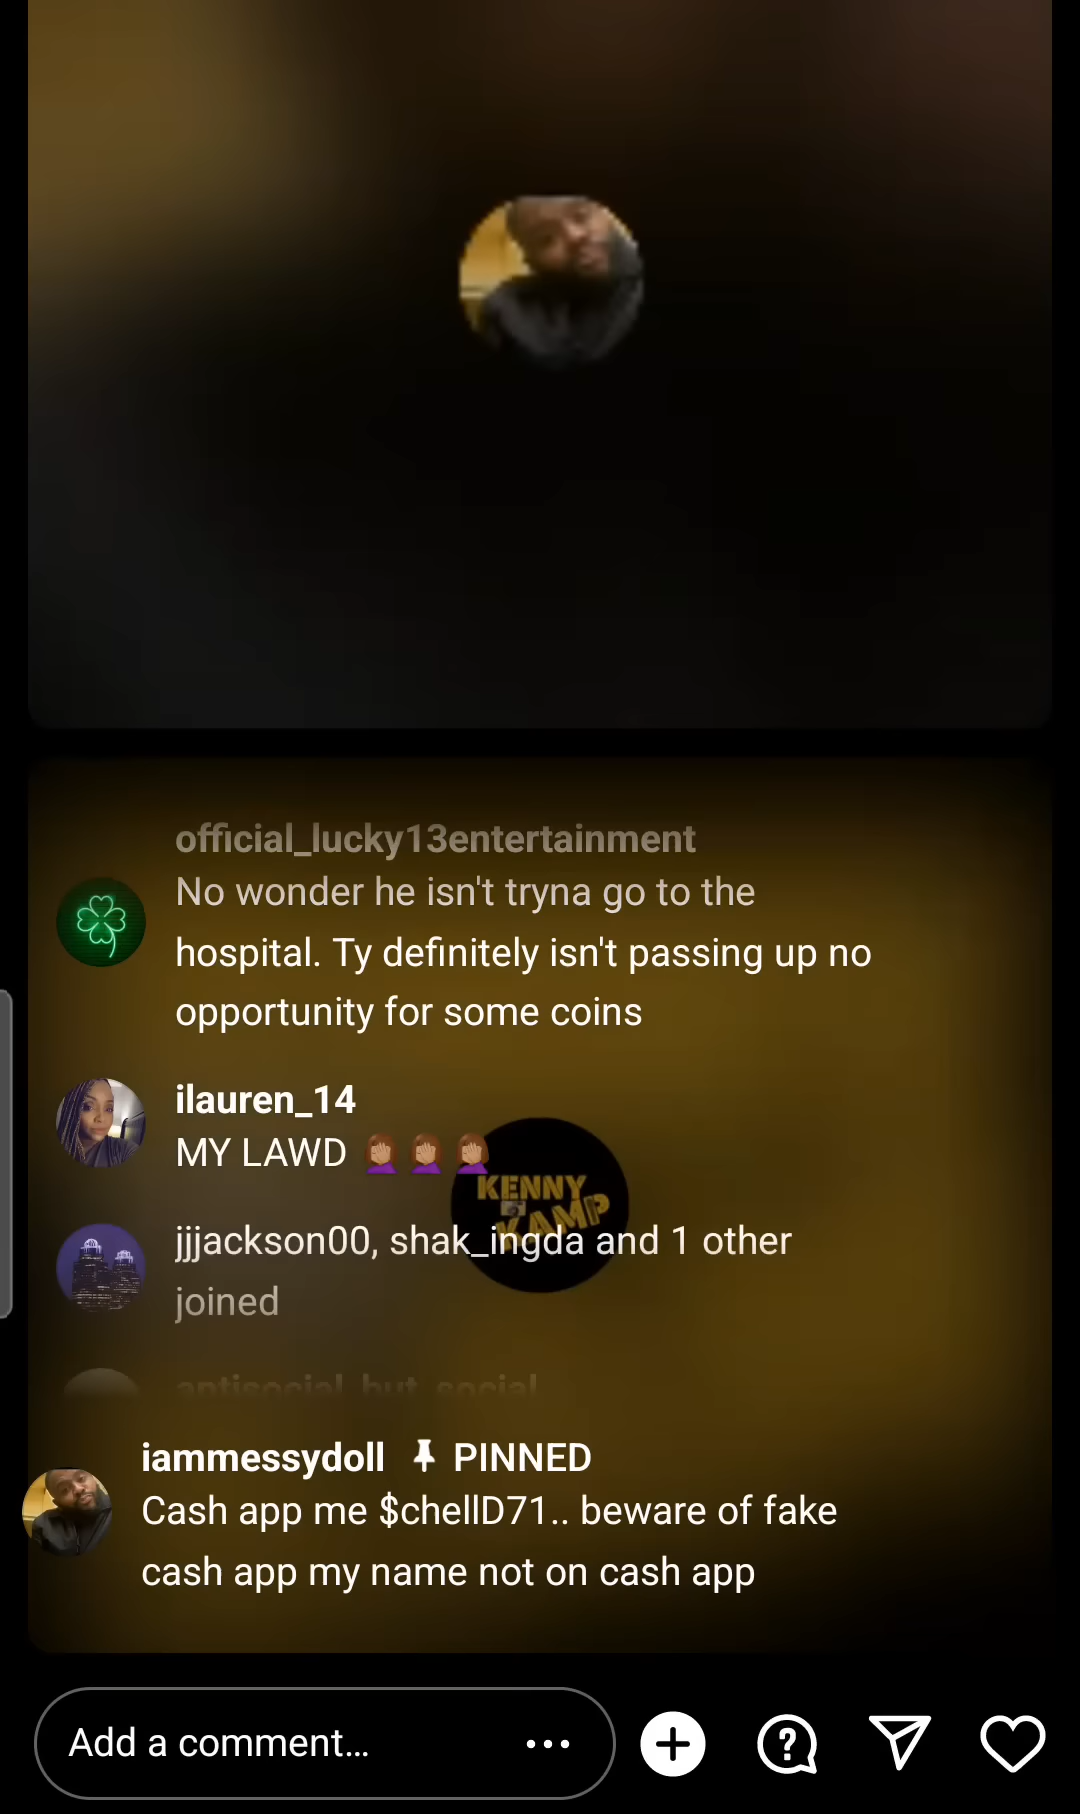 official_lucky13entertainment
No wonder he isn't tryna go to the
hospital. Ty definitely isn't passing up no
opportunity for some coins
ilauren_14
MY LAWD 🤦🏽‍♀️🤦🏽‍♀️🤦🏽‍♀️
KENNY
KAMP
jjjackson00, shak_ingda and 1 other
joined
antisocial_but_social
iammessydoll PINNED
Cash app me $chellD71.. beware of fake
cash app my name not on cash app
Add a comment...